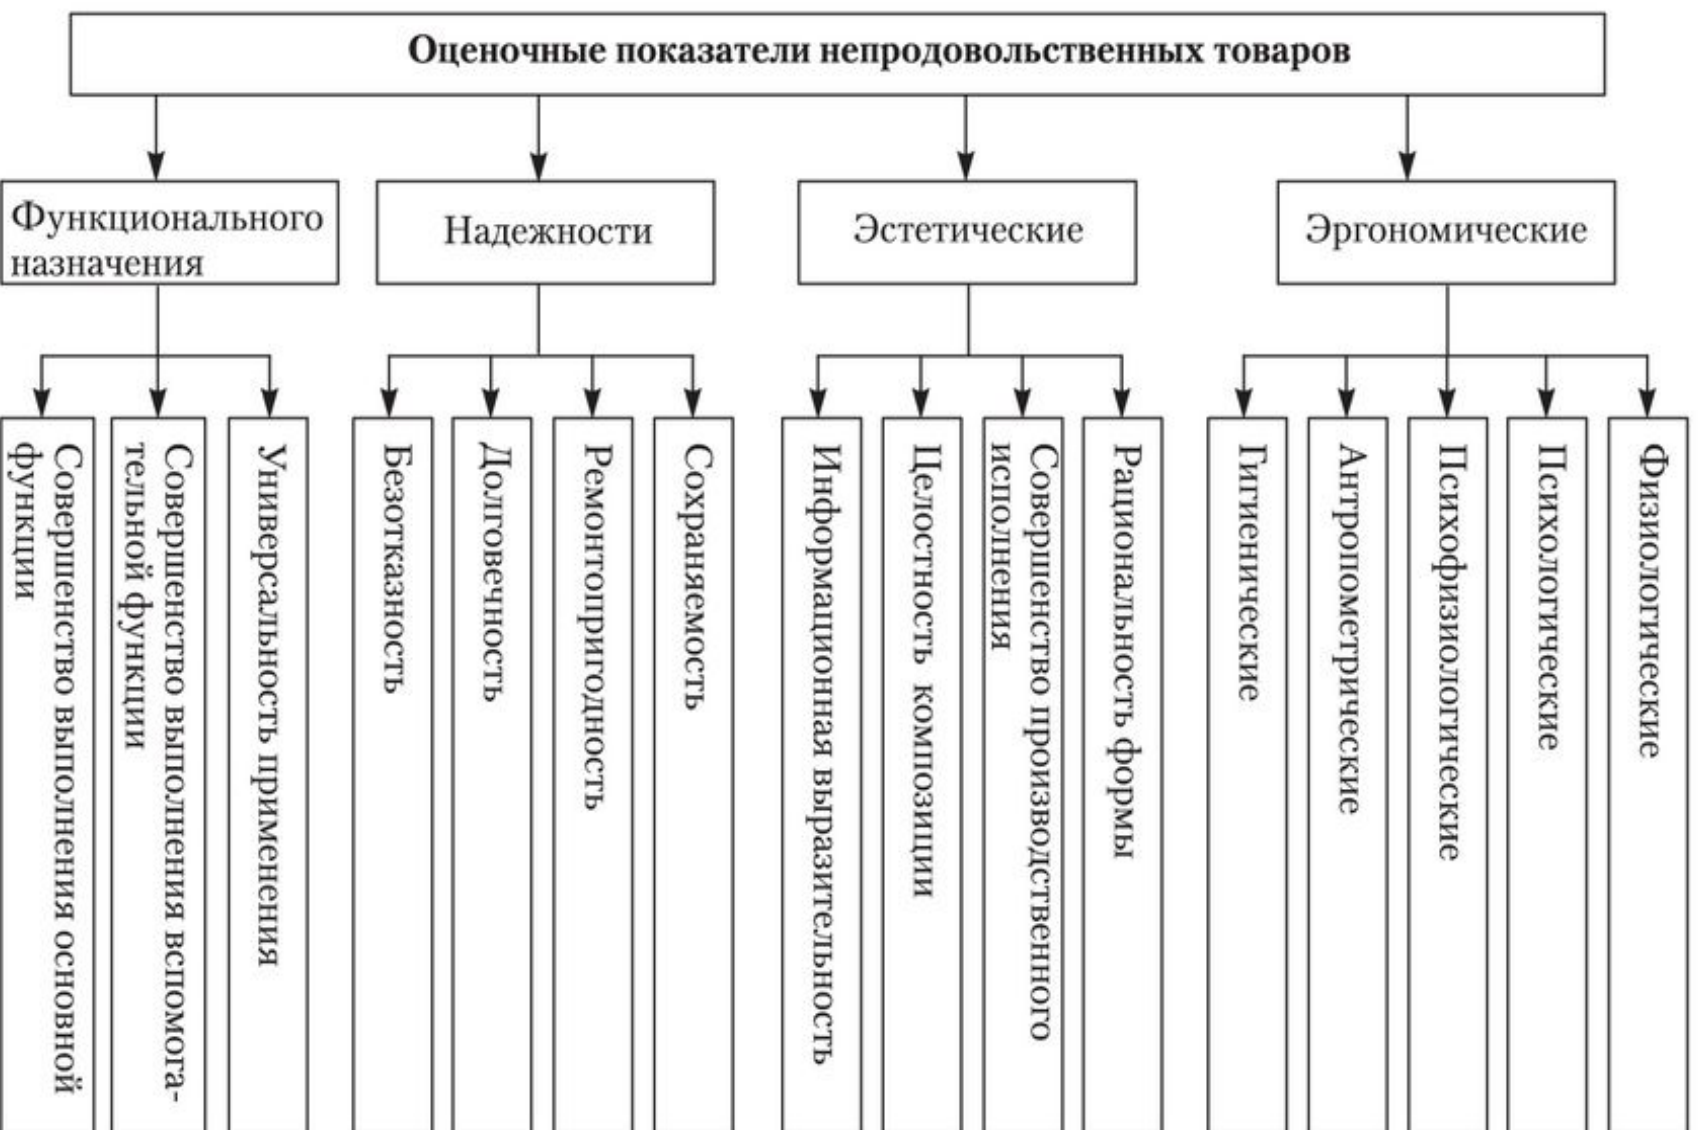 Оценочные показатели непродовольственных товаров
Функционального
назначения
Надежности
Эстетические
Эргономические
Совершенство выполнения основной
функции
Совершенство выполнения вспомога-
тельной функции
Универсальность применения
Безотказность
Долговечность
Ремонтопригодность
Сохраняемость
Информационная выразительность
Целостность композиции
Совершенство производственного
исполнения
Рациональность формы
Гигиенические
Антропометрические
Психофизиологические
Психологические
Физиологические